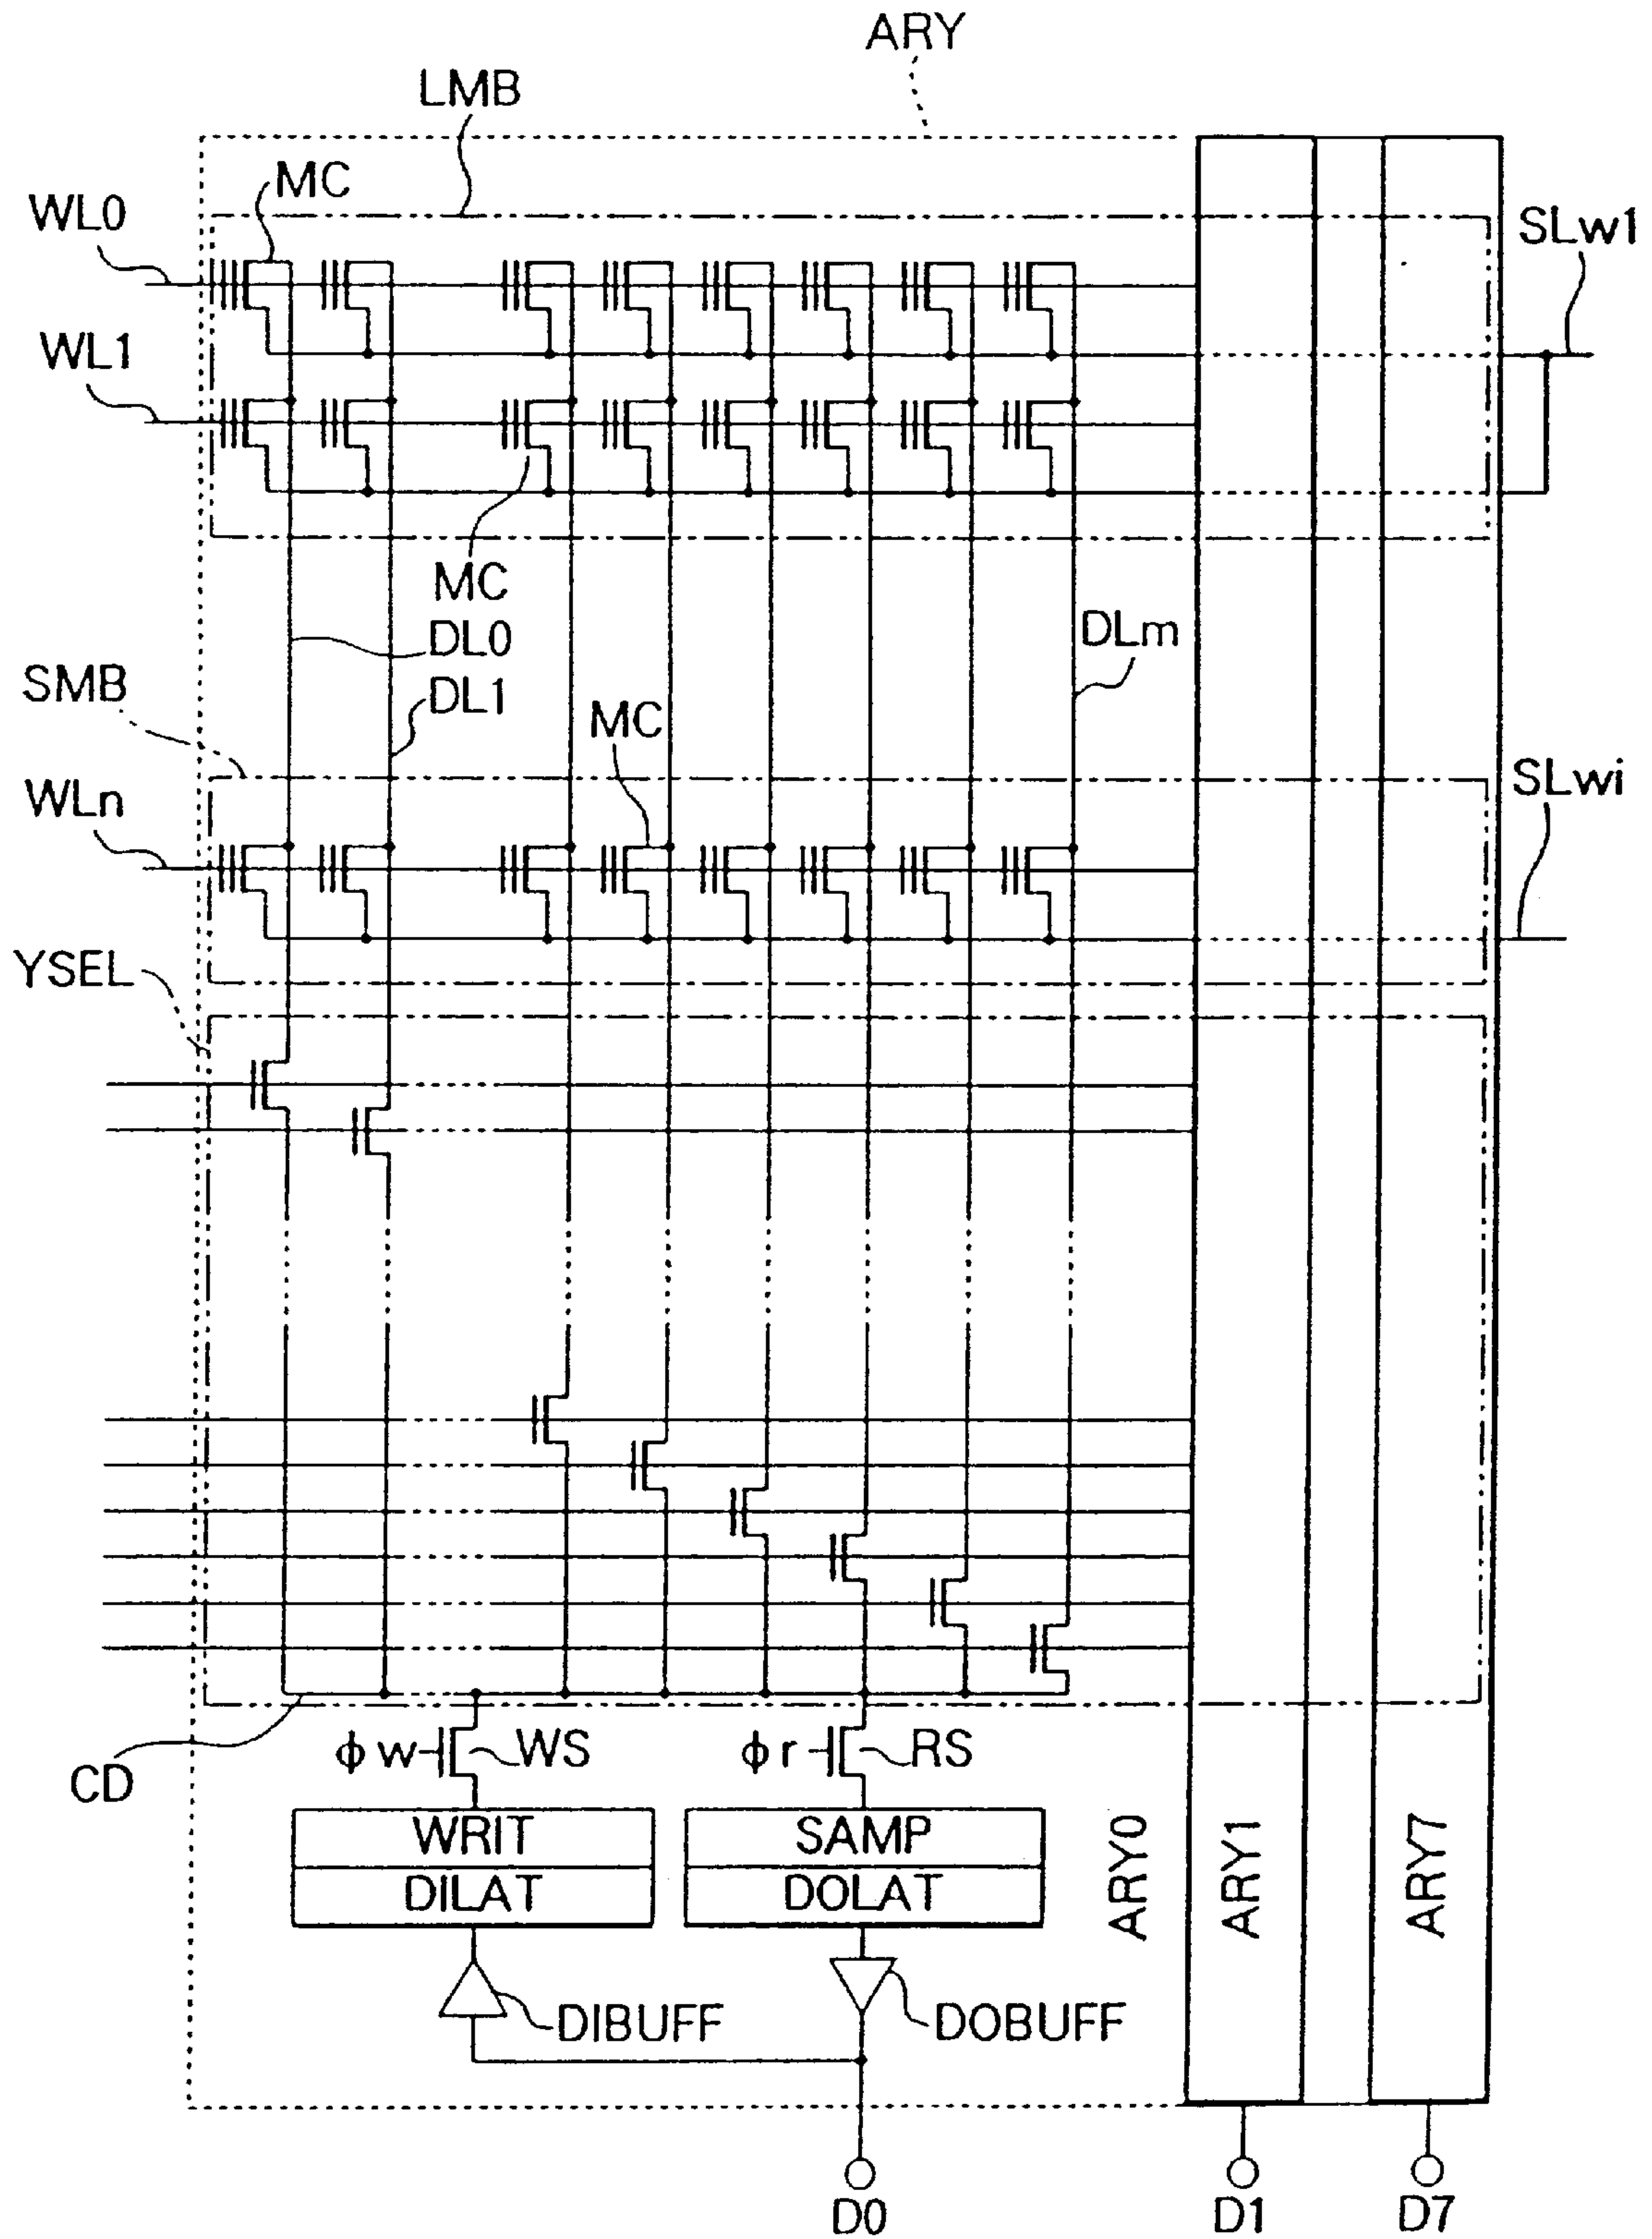 ARY
LMB
MC
WL0
SLw1
WL1
MC
DL0
DLm
SMB
DL1
MC
WLn
SLwi
YSEL
ϕw
WS
ϕr
RS
CD
WRIT
SAMP
DILAT
DOLAT
ARY0
ARY1
ARY7
DIBUFF
DOBUFF
D0
D1
D7